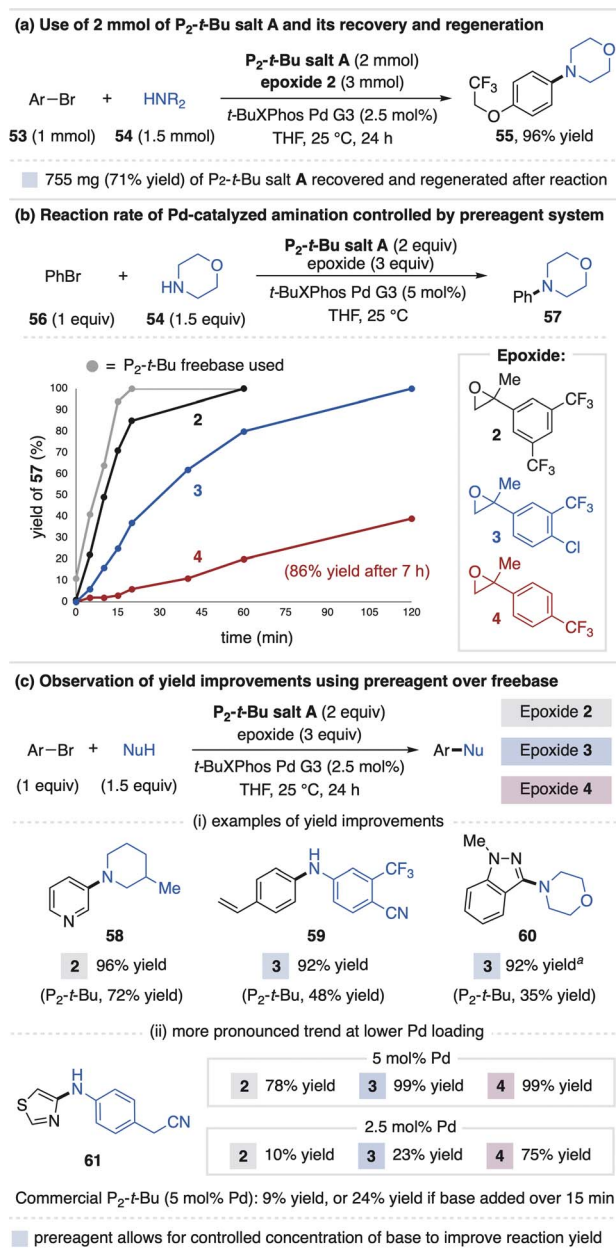 (a) Use of 2 mmol of P₂-t-Bu salt A and its recovery and regeneration
P₂-t-Bu salt A (2 mmol)
epoxide 2 (3 mmol)
Ar–Br + HNR₂
t-BuXPhos Pd G3 (2.5 mol%)
THF, 25 °C, 24 h
53 (1 mmol) 54 (1.5 mmol)
CF₃
O
N
O
55, 96% yield
755 mg (71% yield) of P₂-t-Bu salt A recovered and regenerated after reaction
(b) Reaction rate of Pd-catalyzed amination controlled by prereagent system
P₂-t-Bu salt A (2 equiv)
epoxide (3 equiv)
PhBr + HN O
t-BuXPhos Pd G3 (5 mol%)
THF, 25 °C
Ph–N O
56 (1 equiv) 54 (1.5 equiv) 57
= P₂-t-Bu freebase used
yield of 57 (%)
100
90
80
70
60
50
40
30
20
10
0
2
3
4
(86% yield after 7 h)
0 15 30 45 60 75 90 105 120
time (min)
Epoxide:
O Me
CF₃
CF₃
2
O Me
CF₃
Cl
3
O Me
CF₃
4
(c) Observation of yield improvements using prereagent over freebase
P₂-t-Bu salt A (2 equiv)
epoxide (3 equiv)
Ar–Br + NuH
t-BuXPhos Pd G3 (2.5 mol%)
THF, 25 °C, 24 h
Ar–Nu
(1 equiv) (1.5 equiv)
Epoxide 2
Epoxide 3
Epoxide 4
(i) examples of yield improvements
N
N
Me
58
2 96% yield
(P₂-t-Bu, 72% yield)
H
N
CF₃
CN
59
3 92% yield
(P₂-t-Bu, 48% yield)
Me
N N
N
O
60
3 92% yieldᵃ
(P₂-t-Bu, 35% yield)
(ii) more pronounced trend at lower Pd loading
H
N
S
N
CN
61
5 mol% Pd
2 78% yield 3 99% yield 4 99% yield
2.5 mol% Pd
2 10% yield 3 23% yield 4 75% yield
Commercial P₂-t-Bu (5 mol% Pd): 9% yield, or 24% yield if base added over 15 min
prereagent allows for controlled concentration of base to improve reaction yield